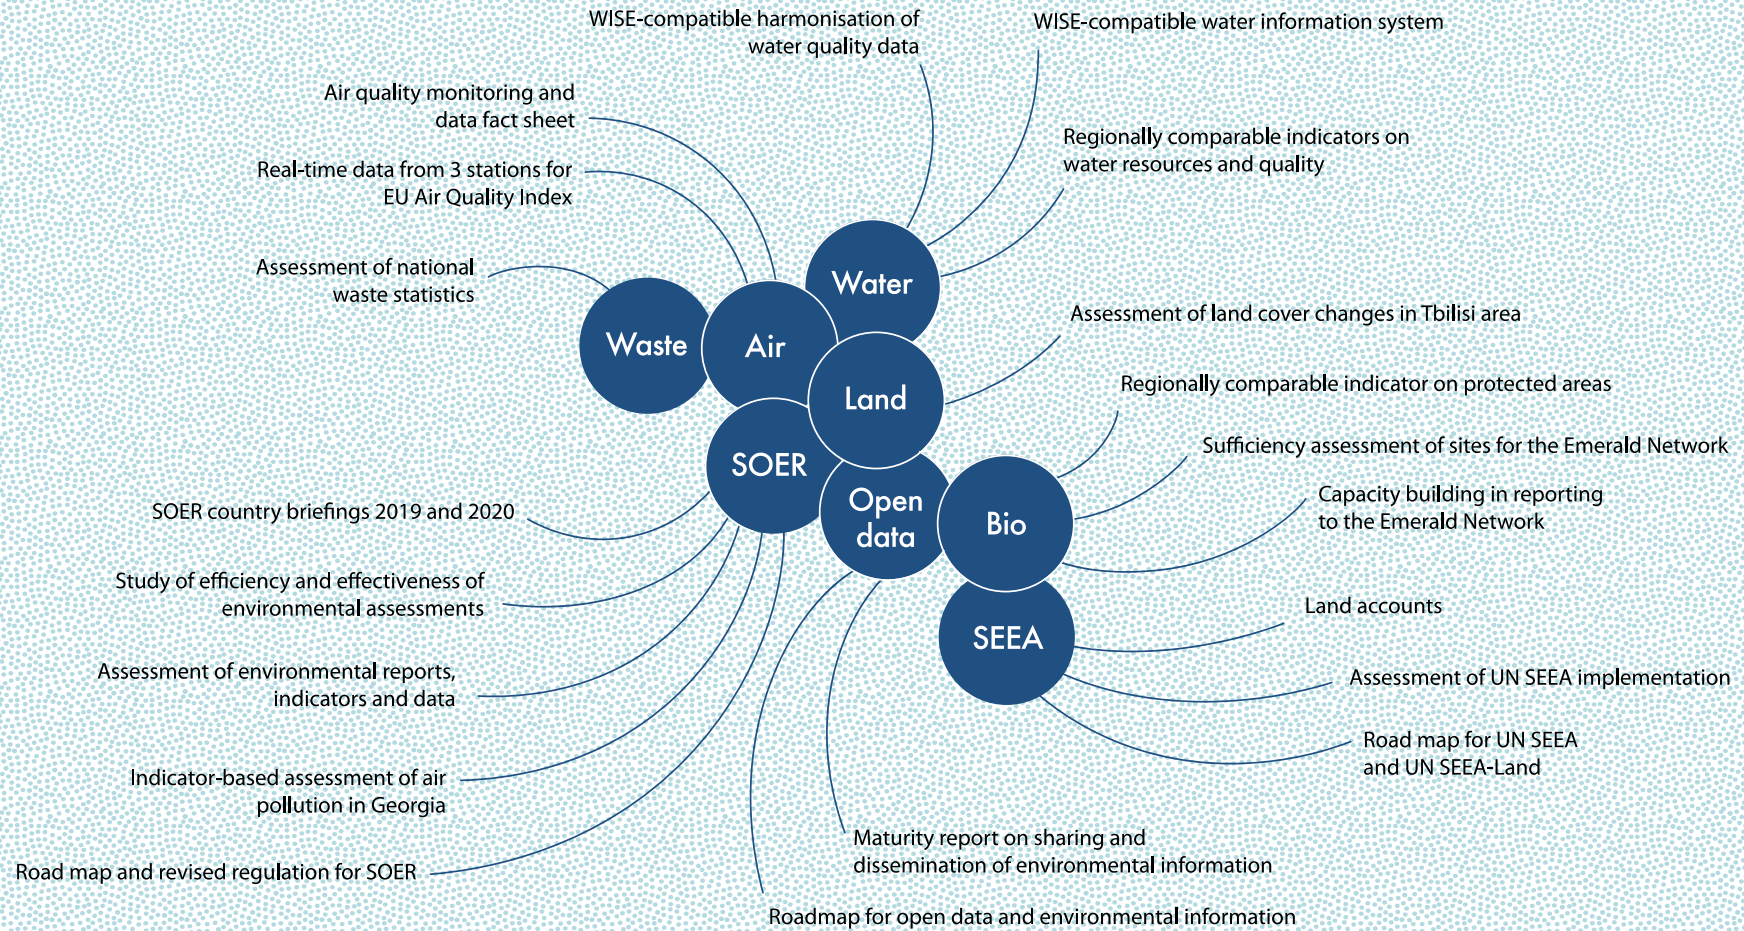 WISE-compatible harmonisation of
water quality data
WISE-compatible water information system
Air quality monitoring and
data fact sheet
Regionally comparable indicators on
water resources and quality
Real-time data from 3 stations for
EU Air Quality Index
Assessment of national
waste statistics
Water
Waste
Air
Land
Assessment of land cover changes in Tbilisi area
Regionally comparable indicator on protected areas
Sufficiency assessment of sites for the Emerald Network
SOER
Open
data
Bio
Capacity building in reporting
to the Emerald Network
SOER country briefings 2019 and 2020
Study of efficiency and effectiveness of
environmental assessments
Land accounts
SEEA
Assessment of environmental reports,
indicators and data
Assessment of UN SEEA implementation
Road map for UN SEEA
and UN SEEA-Land
Indicator-based assessment of air
pollution in Georgia
Maturity report on sharing and
dissemination of environmental information
Road map and revised regulation for SOER
Roadmap for open data and environmental information